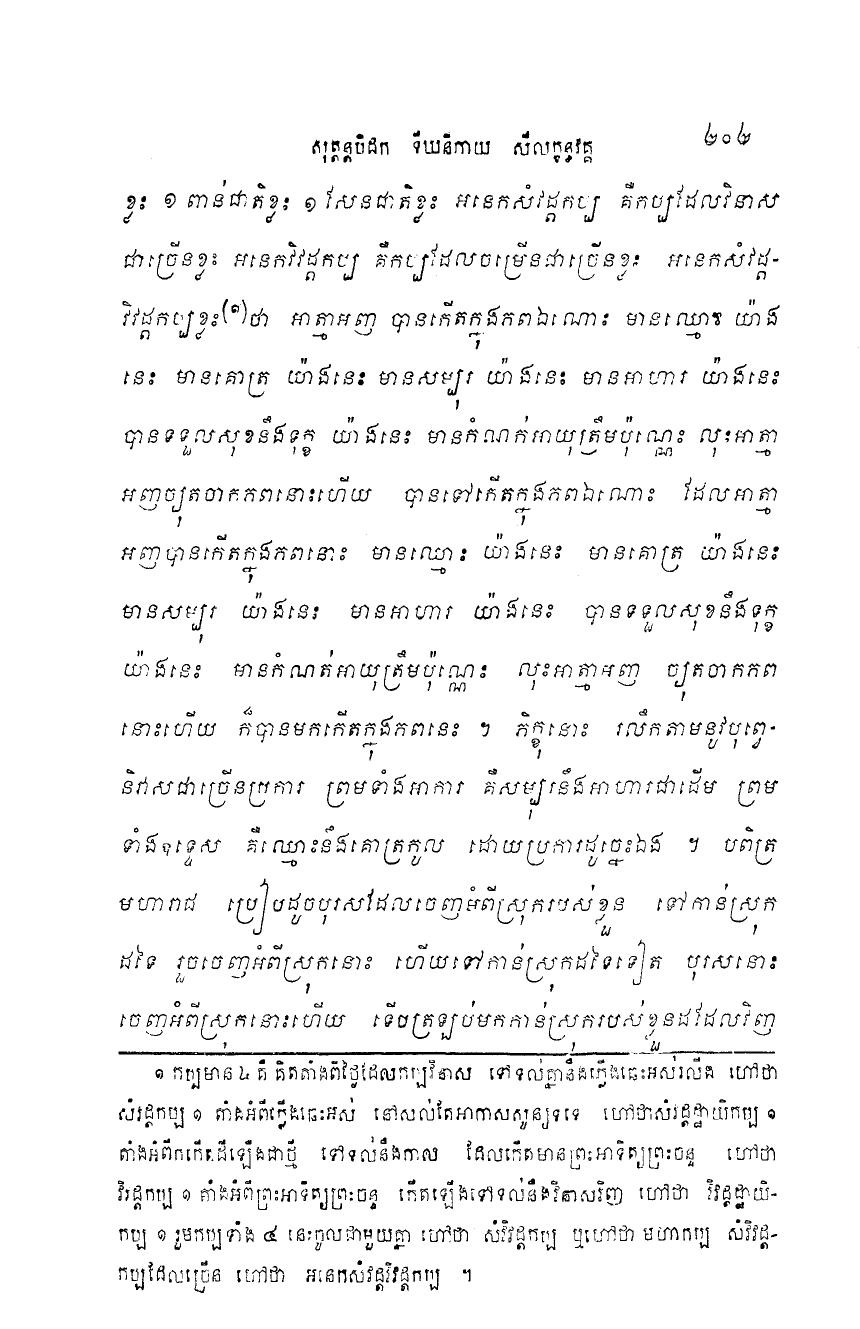 សុត្តន្តបិដក ទីឃនិកាយ សីលក្ខន្ធវគ្គ ២០២
ខ្លះ ១ ពាន់ជាតិខ្លះ ១ សែនជាតិខ្លះ អនេកសំវដ្តកប្ប គឺកប្បដែលវិនាស
ជាច្រើនខ្លះ អនេកវិវដ្តកប្ប គឺកប្បដែលចម្រើនជាច្រើនខ្លះ អនេកសំវដ្ត-
វិវដ្តកប្បខ្លះ(១)ថា អាត្មាអញ បានកើតក្នុងភពឯណោះ មានឈ្មោះ យ៉ាង
នេះ មានគោត្រ យ៉ាងនេះ មានសម្បុរ យ៉ាងនេះ មានអាហារ យ៉ាងនេះ
បានទទួលសុខនឹងទុក្ខ យ៉ាងនេះ មានកំណត់អាយុត្រឹមប៉ុណ្ណេះ លុះអាត្មា
អញច្យុតចាកភពនោះហើយ បានទៅកើតក្នុងភពឯណោះ ដែលអាត្មា
អញបានកើតក្នុងភពនោះ មានឈ្មោះ យ៉ាងនេះ មានគោត្រ យ៉ាងនេះ
មានសម្បុរ យ៉ាងនេះ មានអាហារ យ៉ាងនេះ បានទទួលសុខនឹងទុក្ខ
យ៉ាងនេះ មានកំណត់អាយុត្រឹមប៉ុណ្ណេះ លុះអាត្មាអញ ច្យុតចាកភព
នោះហើយ ក៏បានមកកើតក្នុងភពនេះ ។ ភិក្ខុនោះ រលឹកតាមនូវបុព្វេ-
និវាសជាច្រើនប្រការ ព្រមទាំងអាការ គឺសម្បុរនឹងអាហារជាដើម ព្រម
ទាំងឧទ្ទេស គឺឈ្មោះនឹងគោត្រកូល ដោយប្រការដូច្នេះឯង ។ បពិត្រ
មហារាជ ប្រៀបដូចបុរសដែលចេញអំពីស្រុករបស់ខ្លួន ទៅកាន់ស្រុក
ដទៃ រួចចេញអំពីស្រុកនោះ ហើយទៅកាន់ស្រុកដទៃទៀត បុរសនោះ
ចេញអំពីស្រុកនោះហើយ ទើបត្រឡប់មកកាន់ស្រុករបស់ខ្លួនដដែលវិញ
១ កប្បមាន ៤ គឺ គិតតាំងពីថ្ងៃដែលកប្បវិនាស ទៅទល់គ្នានឹងភ្លើងឆេះអស់រលីង ហៅថា
សំវដ្តកប្ប ១ តាំងអំពីភ្លើងឆេះអស់ នៅសល់តែអាកាសសូន្យទទេ ហៅថាសំវដ្តដ្ឋាយិកប្ប ១
តាំងអំពីកកើតដីឡើងជាថ្មី ទៅទល់នឹងកាល ដែលកើតមានព្រះអាទិត្យព្រះចន្ទ ហៅថា
វិវដ្តកប្ប ១ តាំងអំពីព្រះអាទិត្យព្រះចន្ទ កើតឡើងទៅទល់នឹងវិនាសវិញ ហៅថា វិវដ្តដ្ឋាយិ-
កប្ប ១ រួមកប្បទាំង ៤ នេះចូលជាមួយគ្នា ហៅថា សំវិវដ្តកប្ប ឬហៅថា មហាកប្ប សំវិវដ្ត-
កប្បដែលច្រើន ហៅថា អនេកសំវដ្តវិវដ្តកប្ប ។